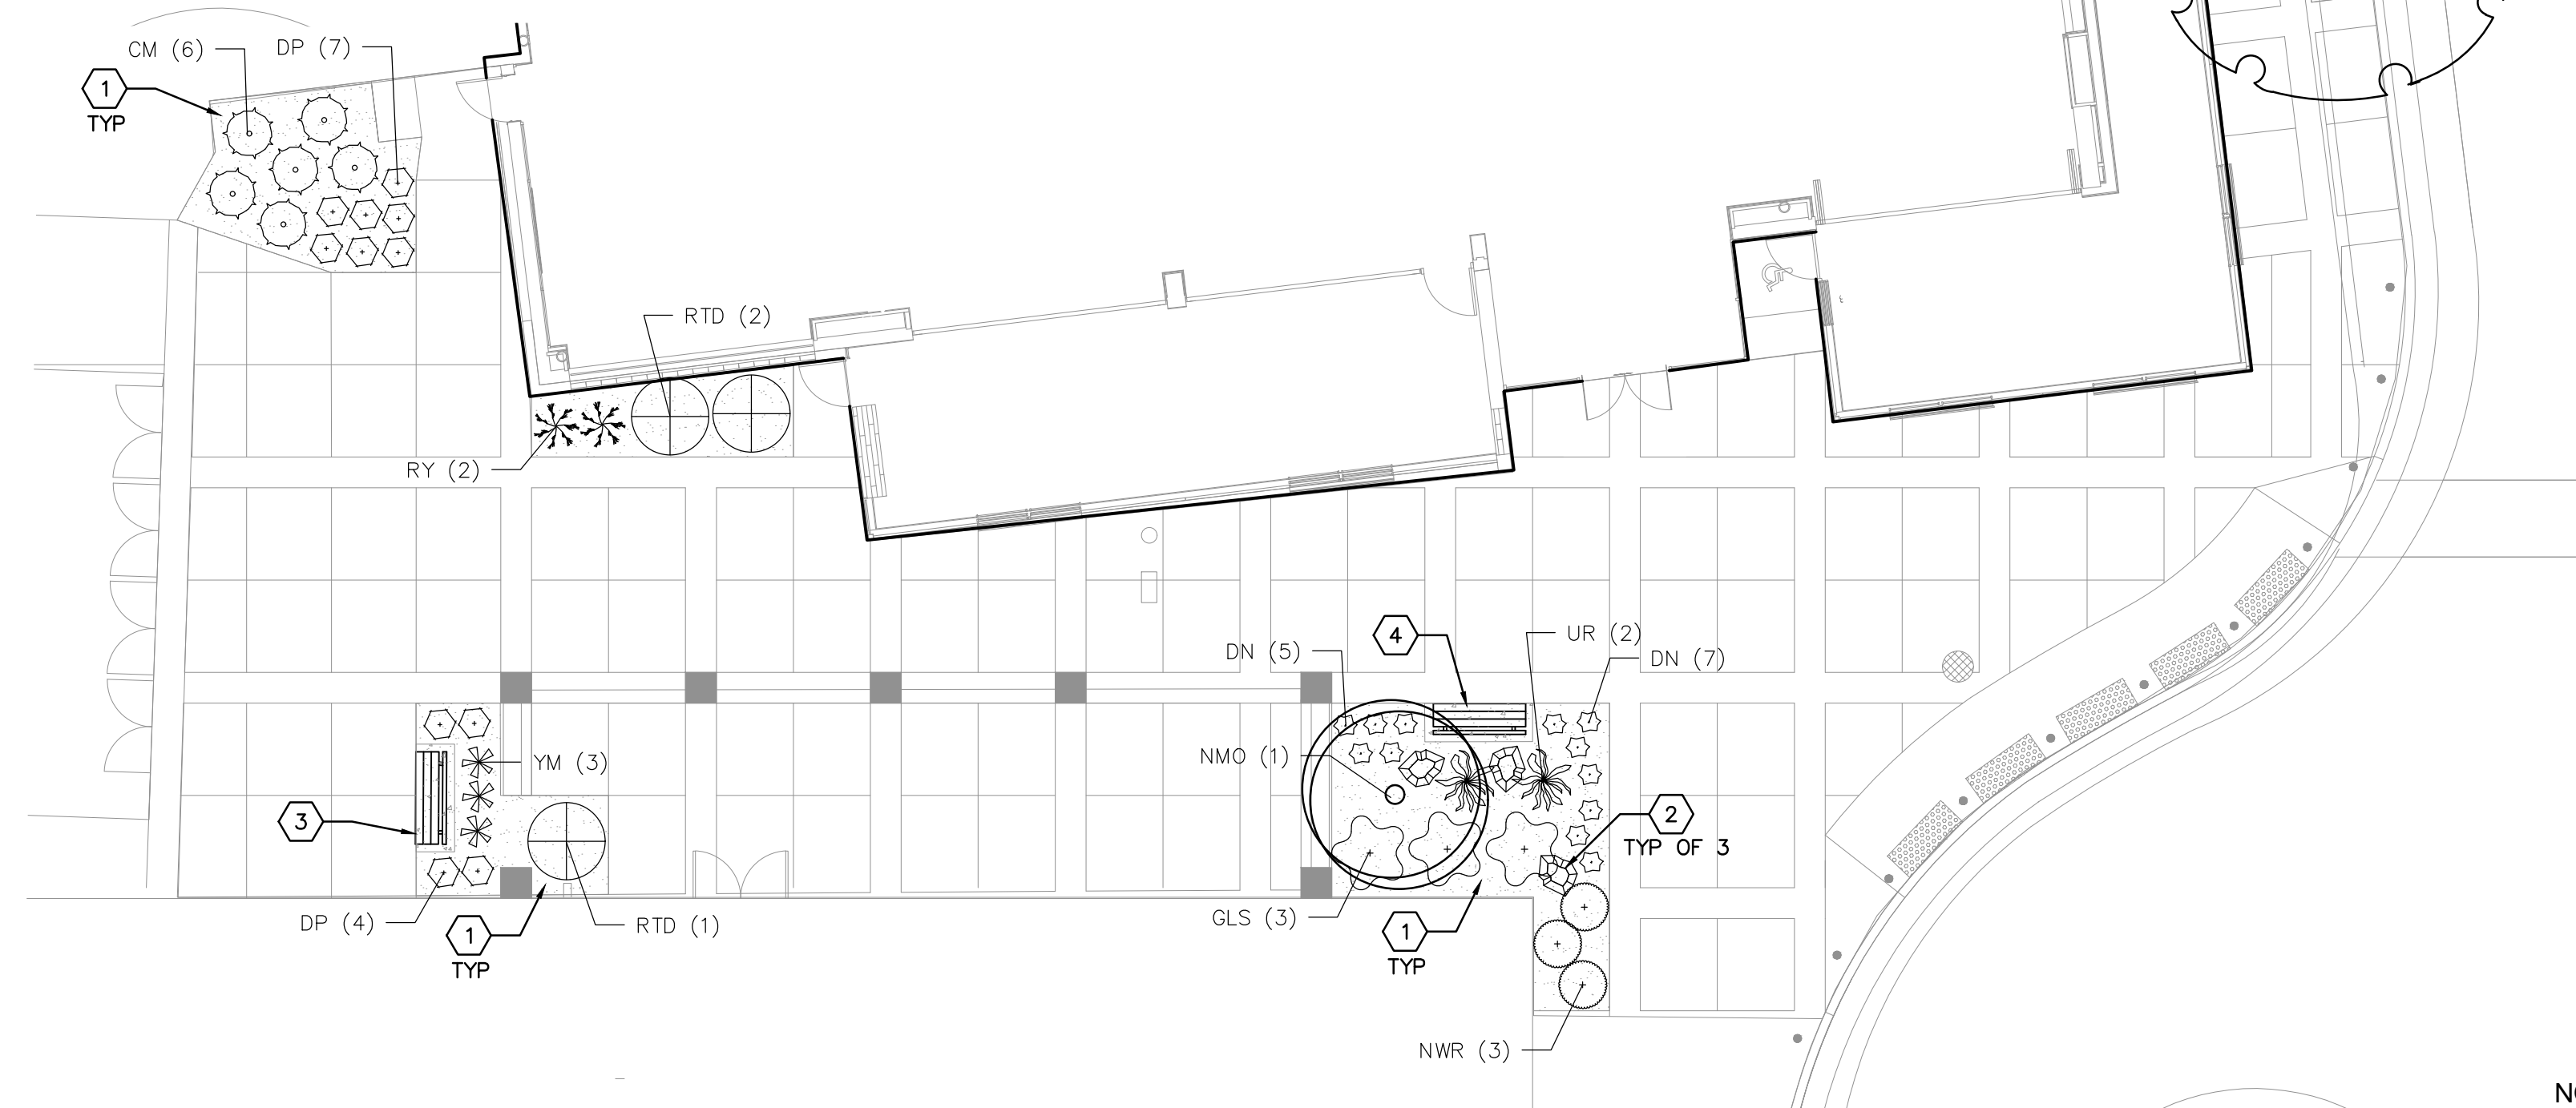 CM (6)
DP (7)
1
TYP
RTD (2)
RY (2)
4
UR (2)
DN (5)
DN (7)
NMO (1)
YM (3)
3
2
TYP OF 3
DP (4)
1
TYP
RTD (1)
GLS (3)
1
TYP
NWR (3)